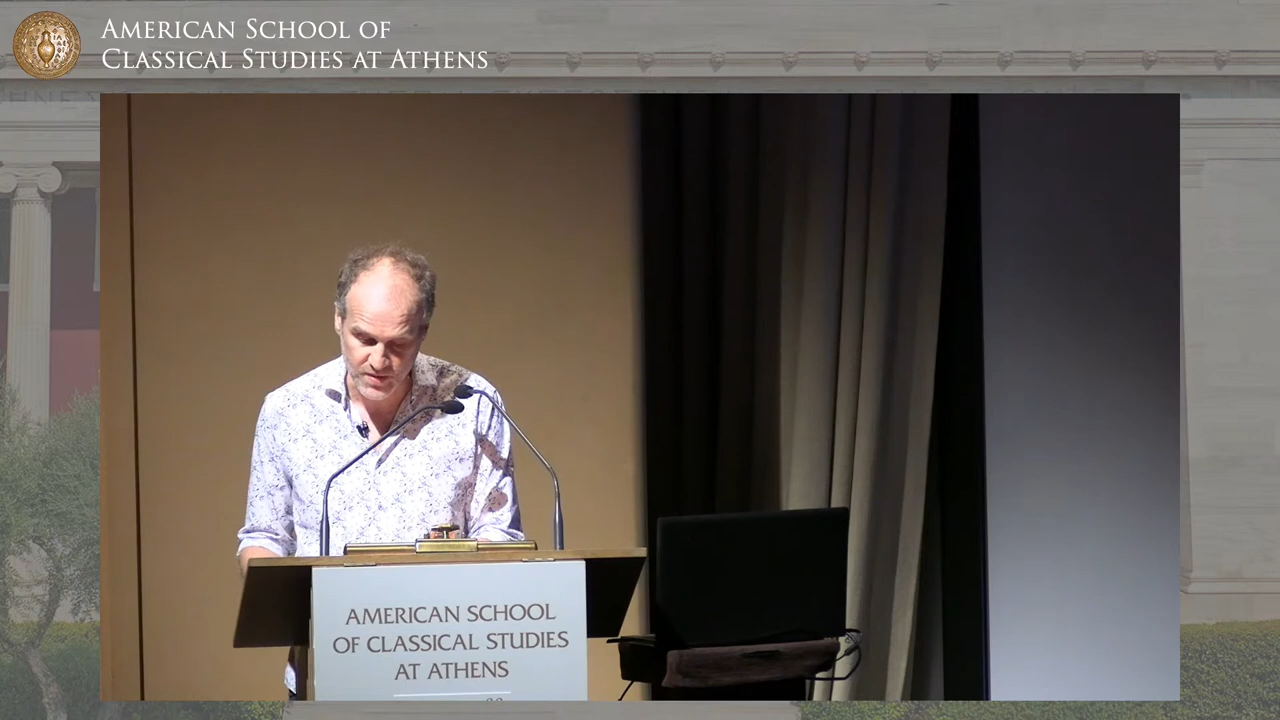 AMERICAN SCHOOL OF
CLASSICAL STUDIES AT ATHENS
AMERICAN SCHOOL
OF CLASSICAL STUDIES
AT ATHENS